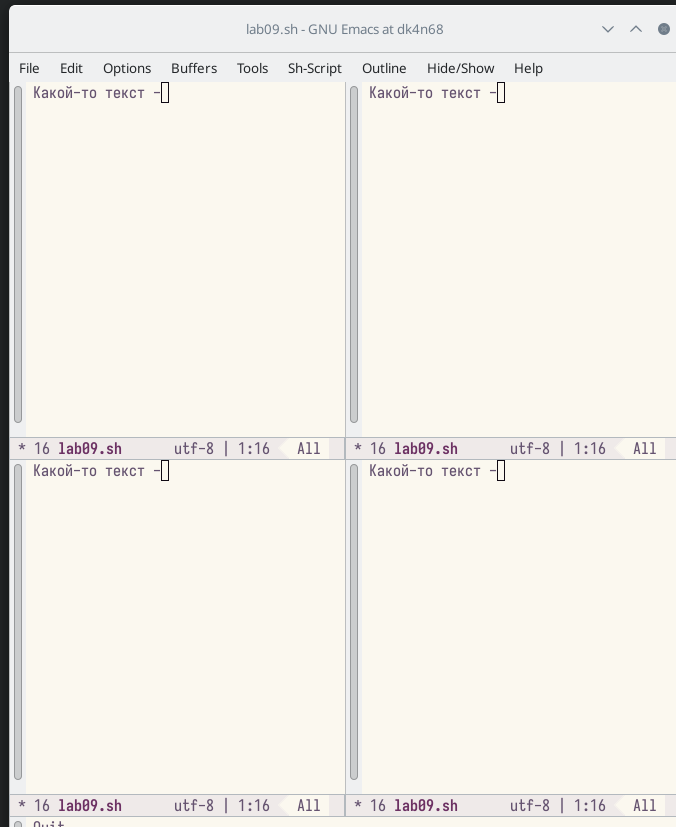 lab09.sh - GNU Emacs at dk4n68
File Edit Options Buffers Tools Sh-Script Outline Hide/Show Help
Какой-то текст - Какой-то текст -
* 16 lab09.sh utf-8 | 1:16 All * 16 lab09.sh utf-8 | 1:16 All
Какой-то текст - Какой-то текст -
* 16 lab09.sh utf-8 | 1:16 All * 16 lab09.sh utf-8 | 1:16 All
Quit